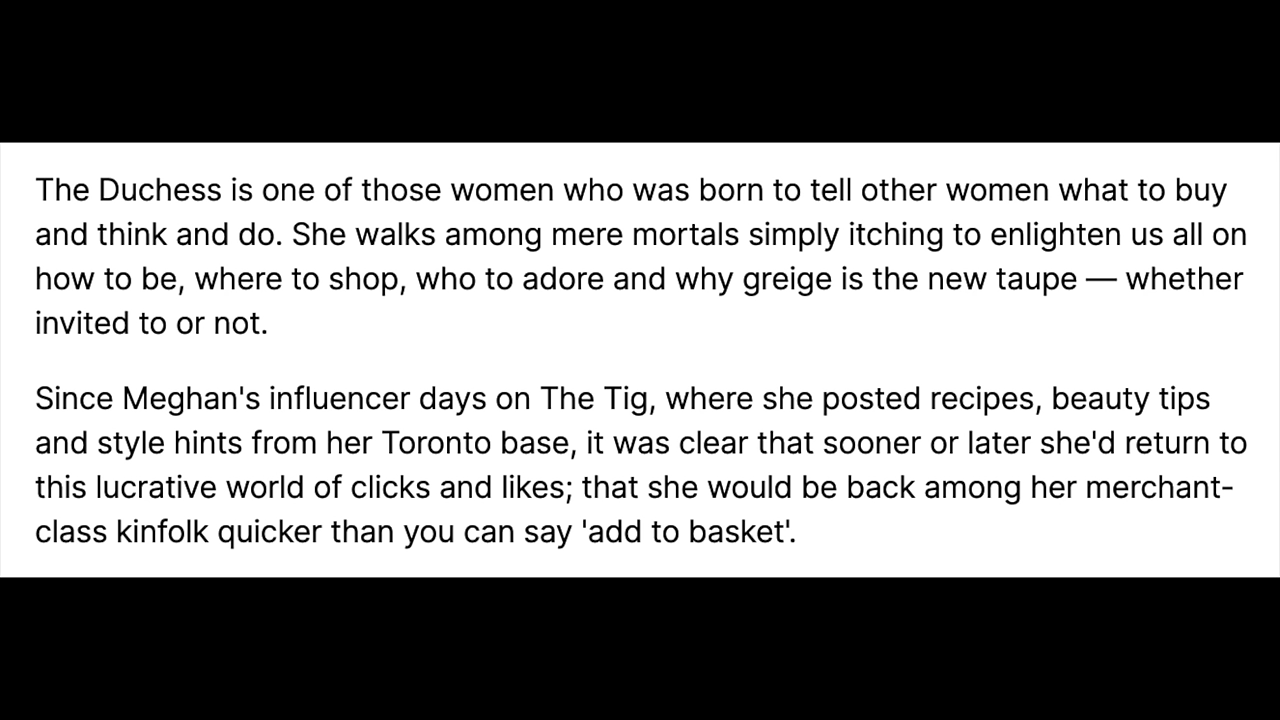 The Duchess is one of those women who was born to tell other women what to buy
and think and do. She walks among mere mortals simply itching to enlighten us all on
how to be, where to shop, who to adore and why greige is the new taupe — whether
invited to or not.
Since Meghan's influencer days on The Tig, where she posted recipes, beauty tips
and style hints from her Toronto base, it was clear that sooner or later she'd return to
this lucrative world of clicks and likes; that she would be back among her merchant-
class kinfolk quicker than you can say 'add to basket'.